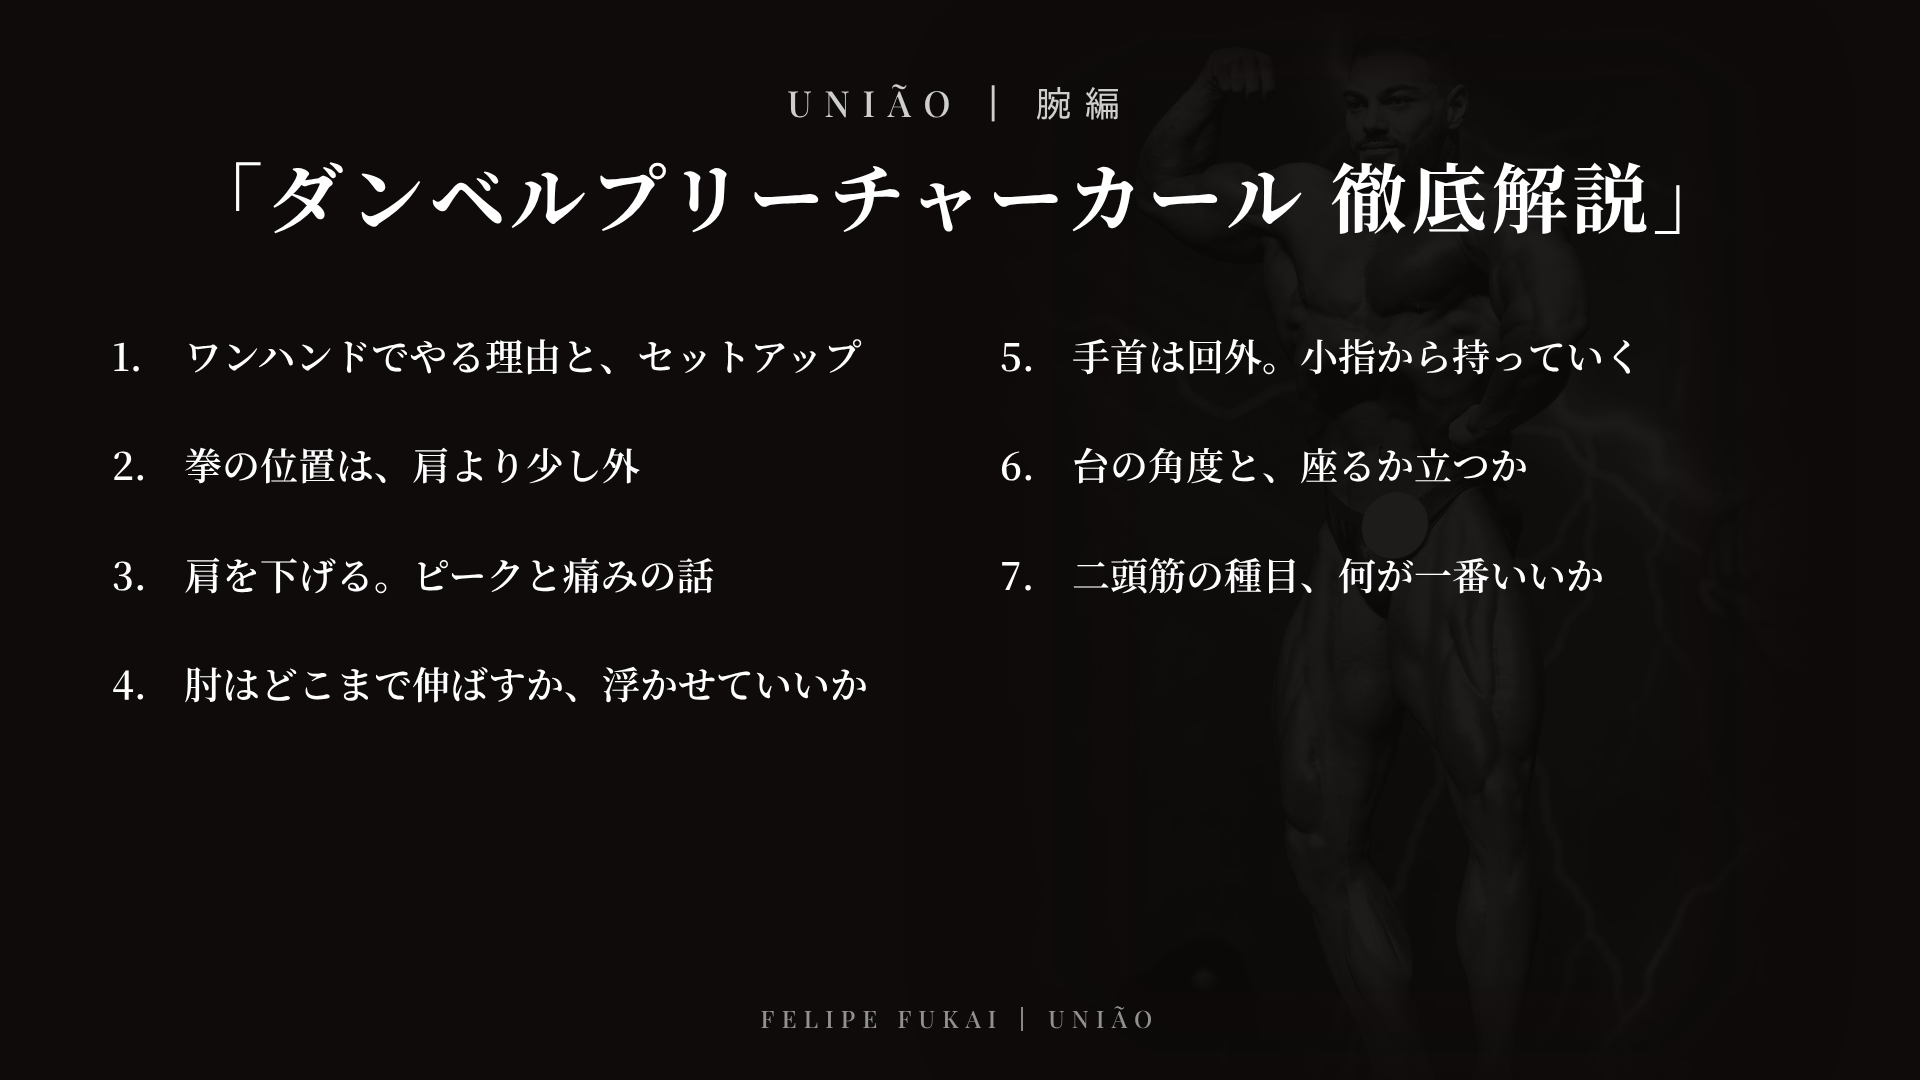 UNIÃO | 腕編
「ダンベルプリーチャーカール 徹底解説」
1. ワンハンドでやる理由と、セットアップ
2. 拳の位置は、肩より少し外
3. 肩を下げる。ピークと痛みの話
4. 肘はどこまで伸ばすか、浮かせていいか
5. 手首は回外。小指から持っていく
6. 台の角度と、座るか立つか
7. 二頭筋の種目、何が一番いいか
FELIPE FUKAI | UNIÃO